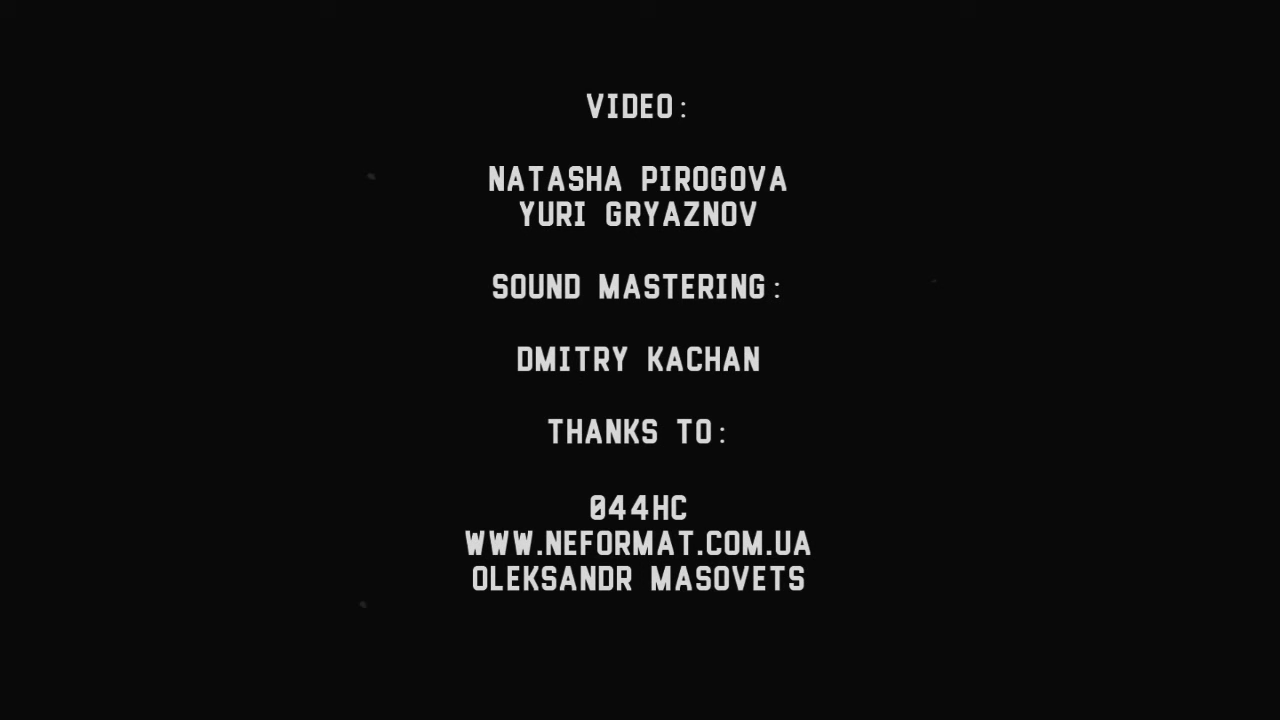 VIDEO:
NATASHA PIROGOVA
YURI GRYAZNOV
SOUND MASTERING:
DMITRY KACHAN
THANKS TO:
044HC
WWW.NEFORMAT.COM.UA
OLEKSANDR MASOVETS